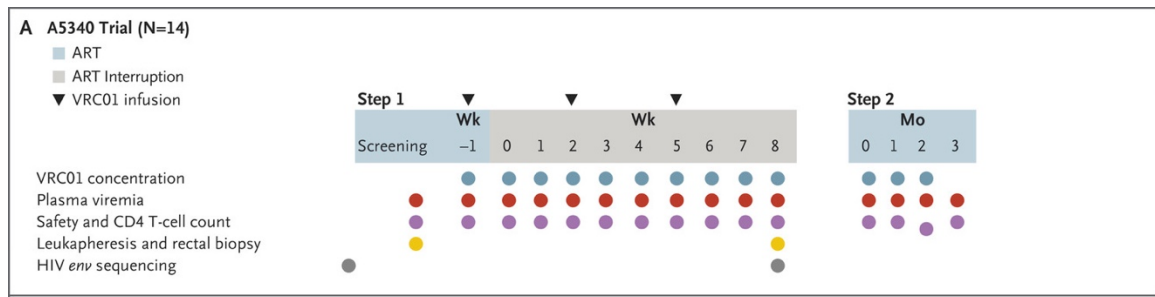 A A5340 Trial (N=14)
ART
ART Interruption
VRC01 infusion
Step 1
Step 2
Wk Wk Mo
Screening −1 0 1 2 3 4 5 6 7 8 0 1 2 3
VRC01 concentration
Plasma viremia
Safety and CD4 T-cell count
Leukapheresis and rectal biopsy
HIV env sequencing